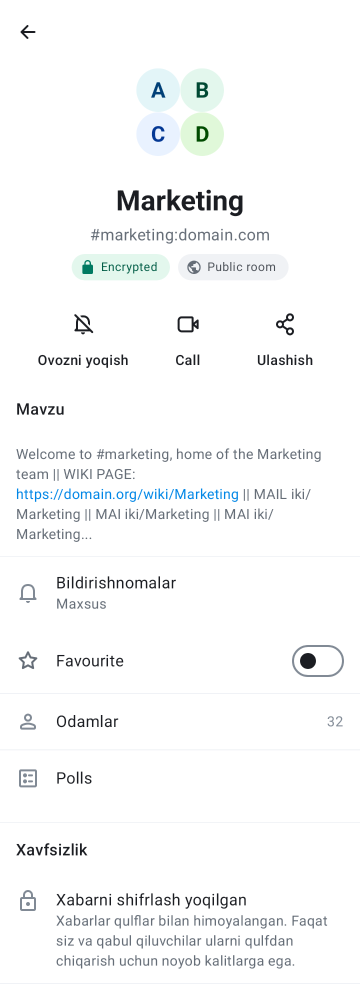 A
B
C
D
Marketing
#marketing:domain.com
Encrypted
Public room
Ovozni yoqish
Call
Ulashish
Mavzu
Welcome to #marketing, home of the Marketing
team || WIKI PAGE:
https://domain.org/wiki/Marketing || MAIL iki/
Marketing || MAI iki/Marketing || MAI iki/
Marketing...
Bildirishnomalar
Maxsus
Favourite
Odamlar
32
Polls
Xavfsizlik
Xabarni shifrlash yoqilgan
Xabarlar qulflar bilan himoyalangan. Faqat
siz va qabul qiluvchilar ularni qulfdan
chiqarish uchun noyob kalitlarga ega.